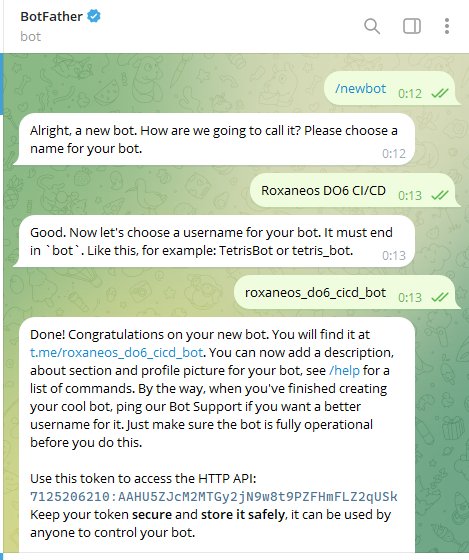 BotFather
bot
/newbot
0:12
Alright, a new bot. How are we going to call it? Please choose a
name for your bot.
0:12
Roxaneos DO6 CI/CD
0:13
Good. Now let's choose a username for your bot. It must end
in `bot`. Like this, for example: TetrisBot or tetris_bot.
0:13
roxaneos_do6_cicd_bot
0:13
Done! Congratulations on your new bot. You will find it at
t.me/roxaneos_do6_cicd_bot. You can now add a description,
about section and profile picture for your bot, see /help for
a list of commands. By the way, when you've finished creating
your cool bot, ping our Bot Support if you want a better
username for it. Just make sure the bot is fully operational
before you do this.
Use this token to access the HTTP API:
7125206210:AAHU5ZJcM2MTGy2jN9w8t9PZFHmFLZ2qUSk
Keep your token secure and store it safely, it can be used by
anyone to control your bot.